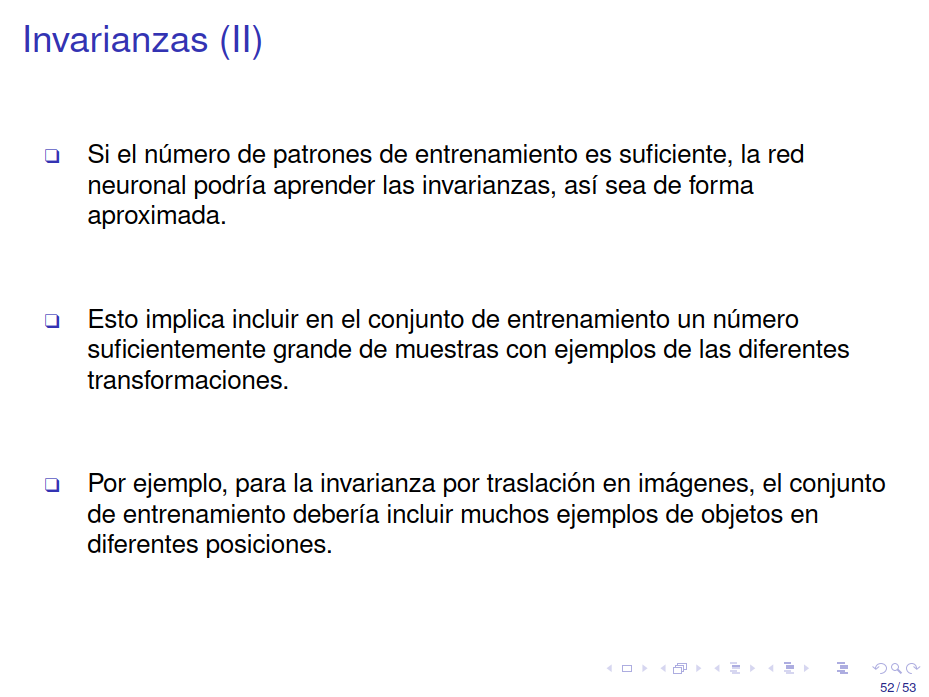 Invarianzas (II)
Si el número de patrones de entrenamiento es suficiente, la red
neuronal podría aprender las invarianzas, así sea de forma
aproximada.
Esto implica incluir en el conjunto de entrenamiento un número
suficientemente grande de muestras con ejemplos de las diferentes
transformaciones.
Por ejemplo, para la invarianza por traslación en imágenes, el conjunto
de entrenamiento debería incluir muchos ejemplos de objetos en
diferentes posiciones.
52 / 53